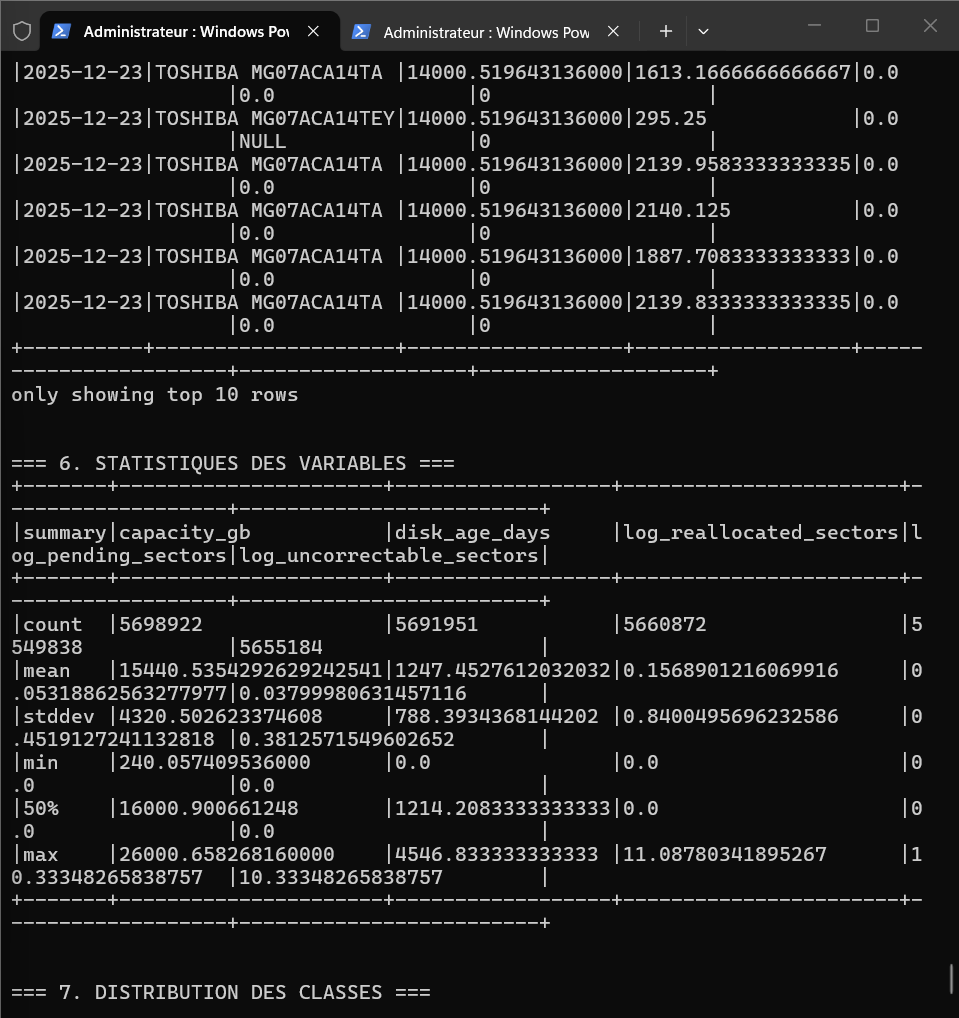 Administrateur : Windows Pov
Administrateur : Windows Pow
|2025-12-23|TOSHIBA MG07ACA14TA |14000.519643136000|1613.1666666666667|0.0
                  |0.0                |0                  |
|2025-12-23|TOSHIBA MG07ACA14TEY|14000.519643136000|295.25            |0.0
                  |NULL               |0                  |
|2025-12-23|TOSHIBA MG07ACA14TA |14000.519643136000|2139.9583333333335|0.0
                  |0.0                |0                  |
|2025-12-23|TOSHIBA MG07ACA14TA |14000.519643136000|2140.125          |0.0
                  |0.0                |0                  |
|2025-12-23|TOSHIBA MG07ACA14TA |14000.519643136000|1887.7083333333333|0.0
                  |0.0                |0                  |
|2025-12-23|TOSHIBA MG07ACA14TA |14000.519643136000|2139.8333333333335|0.0
                  |0.0                |0                  |
+----------+--------------------+------------------+------------------+-----
------------------+-------------------+-------------------+
only showing top 10 rows
=== 6. STATISTIQUES DES VARIABLES ===
+-------+----------------------+------------------+-----------------------+-
------------------+-------------------------+
|summary|capacity_gb           |disk_age_days     |log_reallocated_sectors|l
og_pending_sectors|log_uncorrectable_sectors|
+-------+----------------------+------------------+-----------------------+-
------------------+-------------------------+
|count  |5698922               |5691951           |5660872                |5
549838            |5655184                  |
|mean   |15440.5354292629242541|1247.4527612032032|0.1568901216069916     |0
.05318862563277977|0.03799980631457116      |
|stddev |4320.502623374608     |788.3934368144202 |0.8400495696232586     |0
.4519127241132818 |0.3812571549602652       |
|min    |240.057409536000      |0.0               |0.0                    |0
.0                |0.0                      |
|50%    |16000.900661248       |1214.2083333333333|0.0                    |0
.0                |0.0                      |
|max    |26000.658268160000    |4546.833333333333 |11.08780341895267      |1
0.33348265838757  |10.33348265838757        |
+-------+----------------------+------------------+-----------------------+-
------------------+-------------------------+
=== 7. DISTRIBUTION DES CLASSES ===